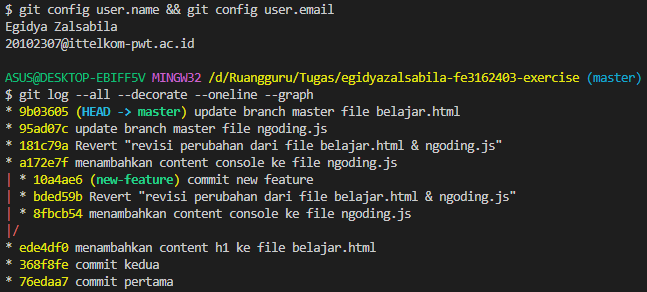 $ git config user.name && git config user.email
Egidya Zalsabila
20102307@ittelkom-pwt.ac.id
ASUS@DESKTOP-EBIFF5V MINGW32 /d/Ruangguru/Tugas/egidyazalsabila-fe3162403-exercise (master)
$ git log --all --decorate --oneline --graph
* 9b03605 (HEAD -> master) update branch master file belajar.html
* 95ad07c update branch master file ngoding.js
* 181c79a Revert "revisi perubahan dari file belajar.html & ngoding.js"
* a172e7f menambahkan content console ke file ngoding.js
| * 10a4ae6 (new-feature) commit new feature
| * bded59b Revert "revisi perubahan dari file belajar.html & ngoding.js"
| * 8fbcb54 menambahkan content console ke file ngoding.js
|/
* ede4df0 menambahkan content h1 ke file belajar.html
* 368f8fe commit kedua
* 76edaa7 commit pertama